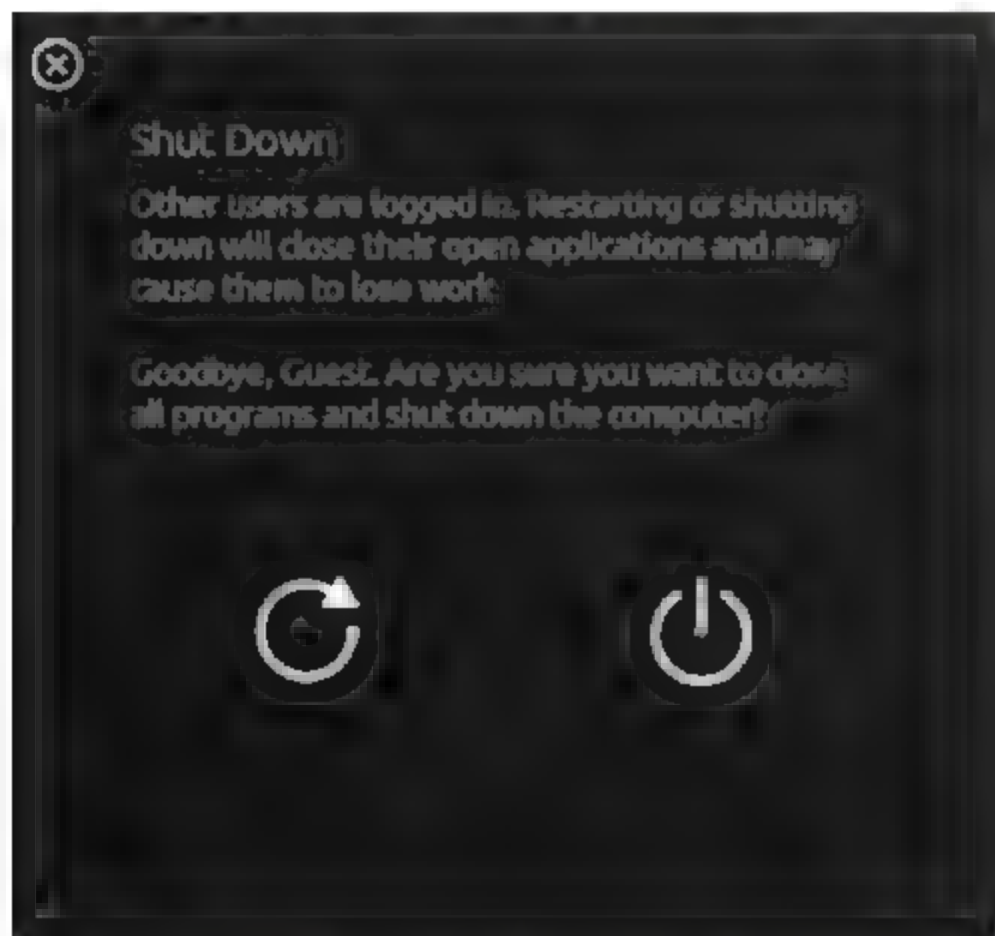 Shut Down
Other users are logged in. Restarting or shutting
down will close their open applications and may
cause them to lose work.
Goodbye, Guest. Are you sure you want to close
all programs and shut down the computer?